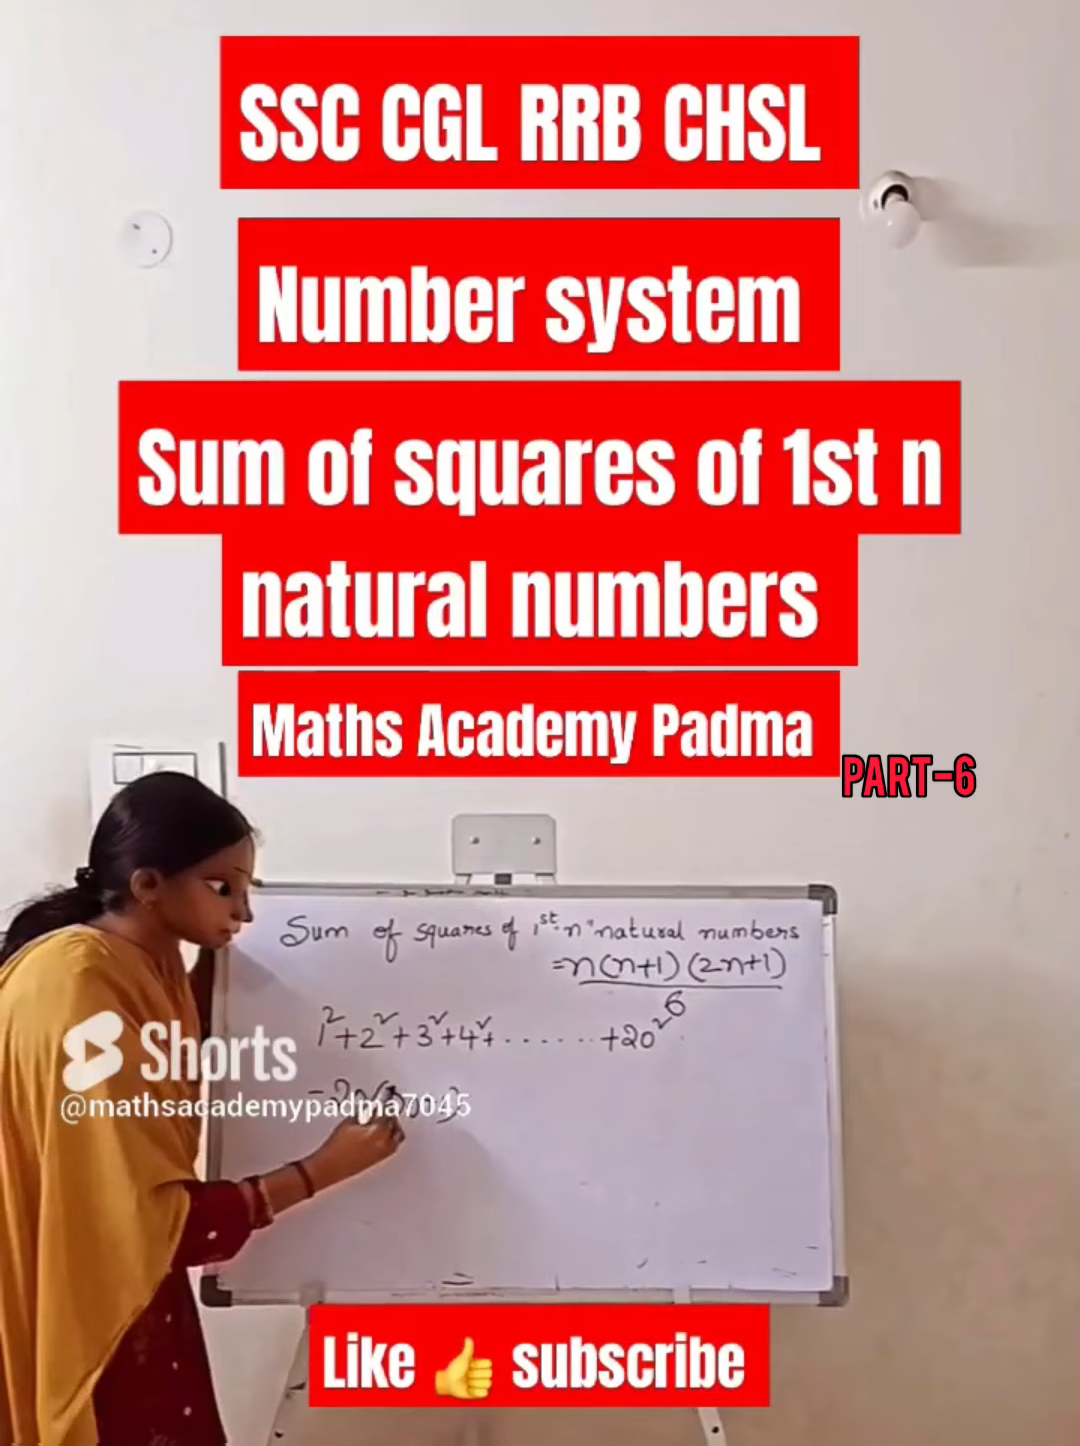 SSC CGL RRB CHSL
Number system
Sum of squares of 1st n
natural numbers
Maths Academy Padma
PART-6
Sum of squares of 1st "n" natural numbers
= n(n+1)(2n+1)
6
1²+2²+3²+4²+.......+20²
Shorts
@mathsacademypadma7045
Like 👍 subscribe